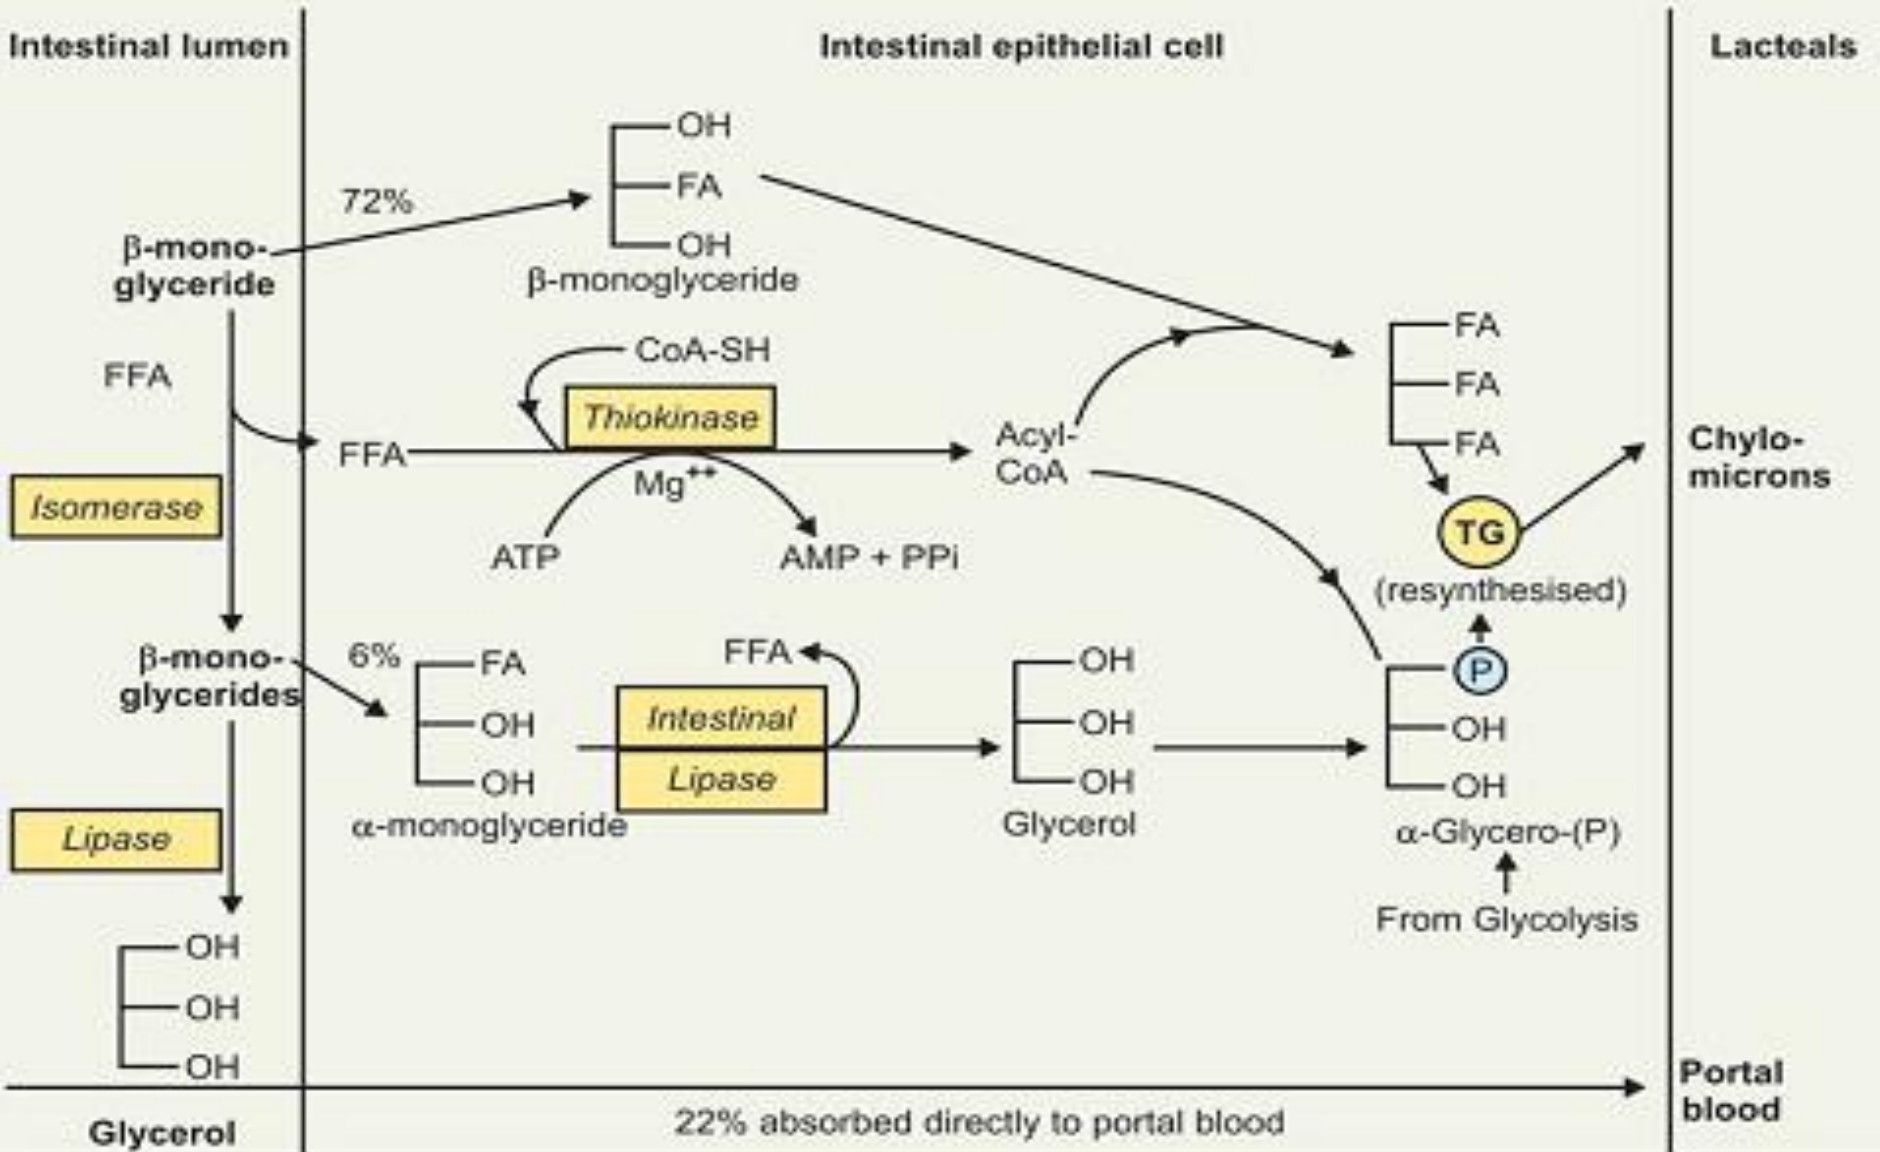 Intestinal lumen
Intestinal epithelial cell
Lacteals
OH
FA
OH
β-monoglyceride
72%
β-mono-
glyceride
FFA
CoA-SH
Thiokinase
FFA
Mg++
ATP
AMP + PPi
Acyl-
CoA
FA
FA
FA
TG
(resynthesised)
Chylo-
microns
Isomerase
β-mono-
glycerides
6%
FA
OH
OH
α-monoglyceride
FFA
Intestinal
Lipase
OH
OH
OH
Glycerol
P
OH
OH
α-Glycero-(P)
From Glycolysis
Lipase
OH
OH
OH
Glycerol
22% absorbed directly to portal blood
Portal
blood